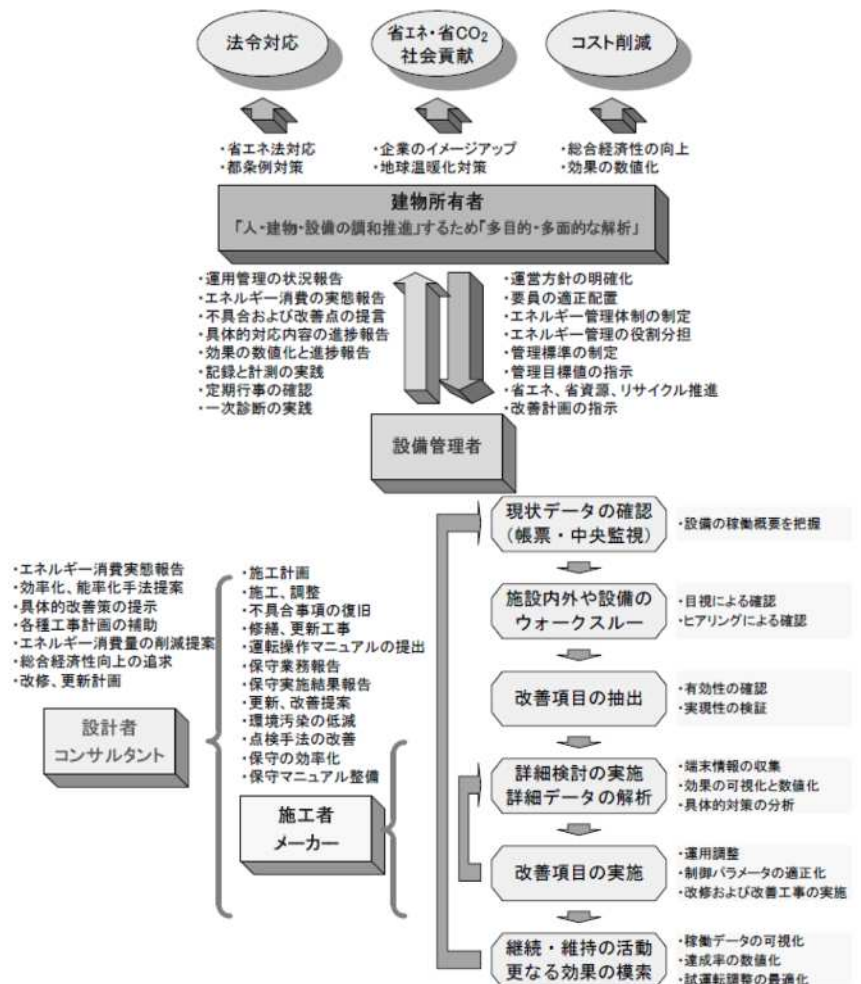 法令対応
省エネ・省CO2
社会貢献
コスト削減
・省エネ法対応
・都条例対策
・企業のイメージアップ
・地球温暖化対策
・総合経済性の向上
・効果の数値化
建物所有者
「人・建物・設備の調和推進」するため「多目的・多面的な解析」
・運用管理の状況報告
・エネルギー消費の実態報告
・不具合および改善点の提言
・具体的対応内容の進捗報告
・効果の数値化と進捗報告
・記録と計測の実践
・定期行事の確認
・一次診断の実践
・運営方針の明確化
・要員の適正配置
・エネルギー管理体制の制定
・エネルギー管理の役割分担
・管理標準の制定
・管理目標値の指示
・省エネ、省資源、リサイクル推進
・改善計画の指示
設備管理者
・エネルギー消費実態報告
・効率化、能率化手法提案
・具体的改善策の提示
・各種工事計画の補助
・エネルギー消費量の削減提案
・総合経済性向上の追求
・改修、更新計画
設計者
コンサルタント
・施工計画
・施工、調整
・不具合事項の復旧
・修繕、更新工事
・運転操作マニュアルの提出
・保守業務報告
・保守実施結果報告
・更新、改善提案
・環境汚染の低減
・点検手法の改善
・保守の効率化
・保守マニュアル整備
施工者
メーカー
現状データの確認
（帳票・中央監視）
・設備の稼働概要を把握
施設内外や設備の
ウォークスルー
・目視による確認
・ヒアリングによる確認
改善項目の抽出
・有効性の確認
・実現性の検証
詳細検討の実施
詳細データの解析
・端末情報の収集
・効果の可視化と数値化
・具体的対策の分析
改善項目の実施
・運用調整
・制御パラメータの適正化
・改修および改善工事の実施
継続・維持の活動
更なる効果の模索
・稼働データの可視化
・達成率の数値化
・試運転調整の最適化